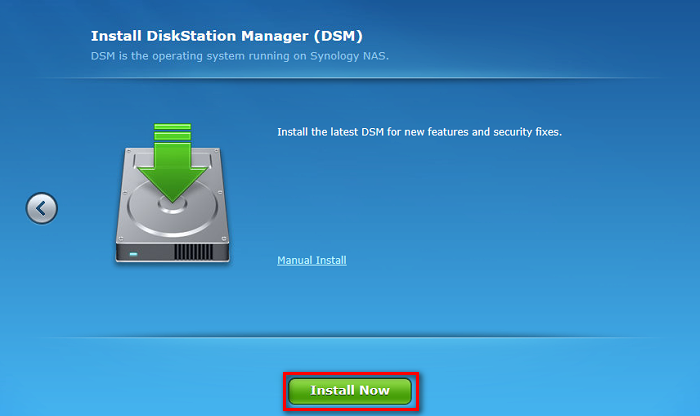 Install DiskStation Manager (DSM)
DSM is the operating system running on Synology NAS.
Install the latest DSM for new features and security fixes.
Manual Install
Install Now